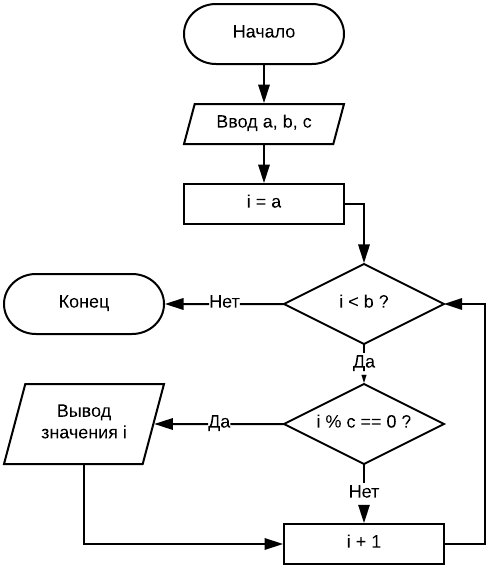 Начало
Ввод a, b, c
i = a
i < b ?
Нет
Конец
Да
i % c == 0 ?
Да
Вывод
значения i
Нет
i + 1